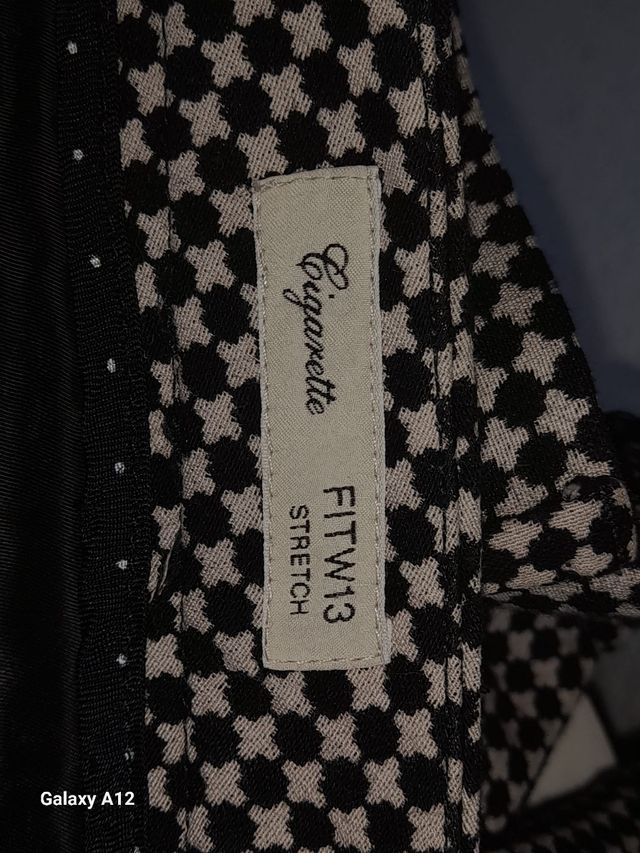 Cigarette
FITW13
STRETCH
Galaxy A12